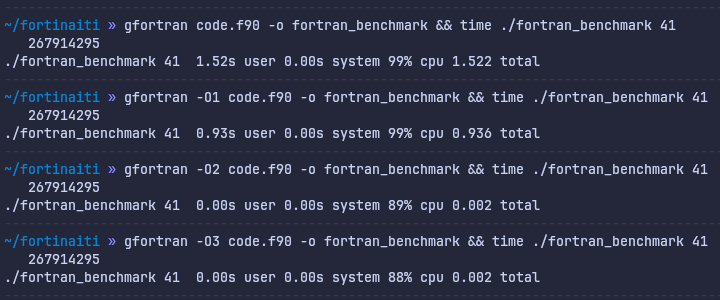 ~/fortinaiti » gfortran code.f90 -o fortran_benchmark && time ./fortran_benchmark 41
267914295
./fortran_benchmark 41  1.52s user 0.00s system 99% cpu 1.522 total
~/fortinaiti » gfortran -O1 code.f90 -o fortran_benchmark && time ./fortran_benchmark 41
267914295
./fortran_benchmark 41  0.93s user 0.00s system 99% cpu 0.936 total
~/fortinaiti » gfortran -O2 code.f90 -o fortran_benchmark && time ./fortran_benchmark 41
267914295
./fortran_benchmark 41  0.00s user 0.00s system 89% cpu 0.002 total
~/fortinaiti » gfortran -O3 code.f90 -o fortran_benchmark && time ./fortran_benchmark 41
267914295
./fortran_benchmark 41  0.00s user 0.00s system 88% cpu 0.002 total